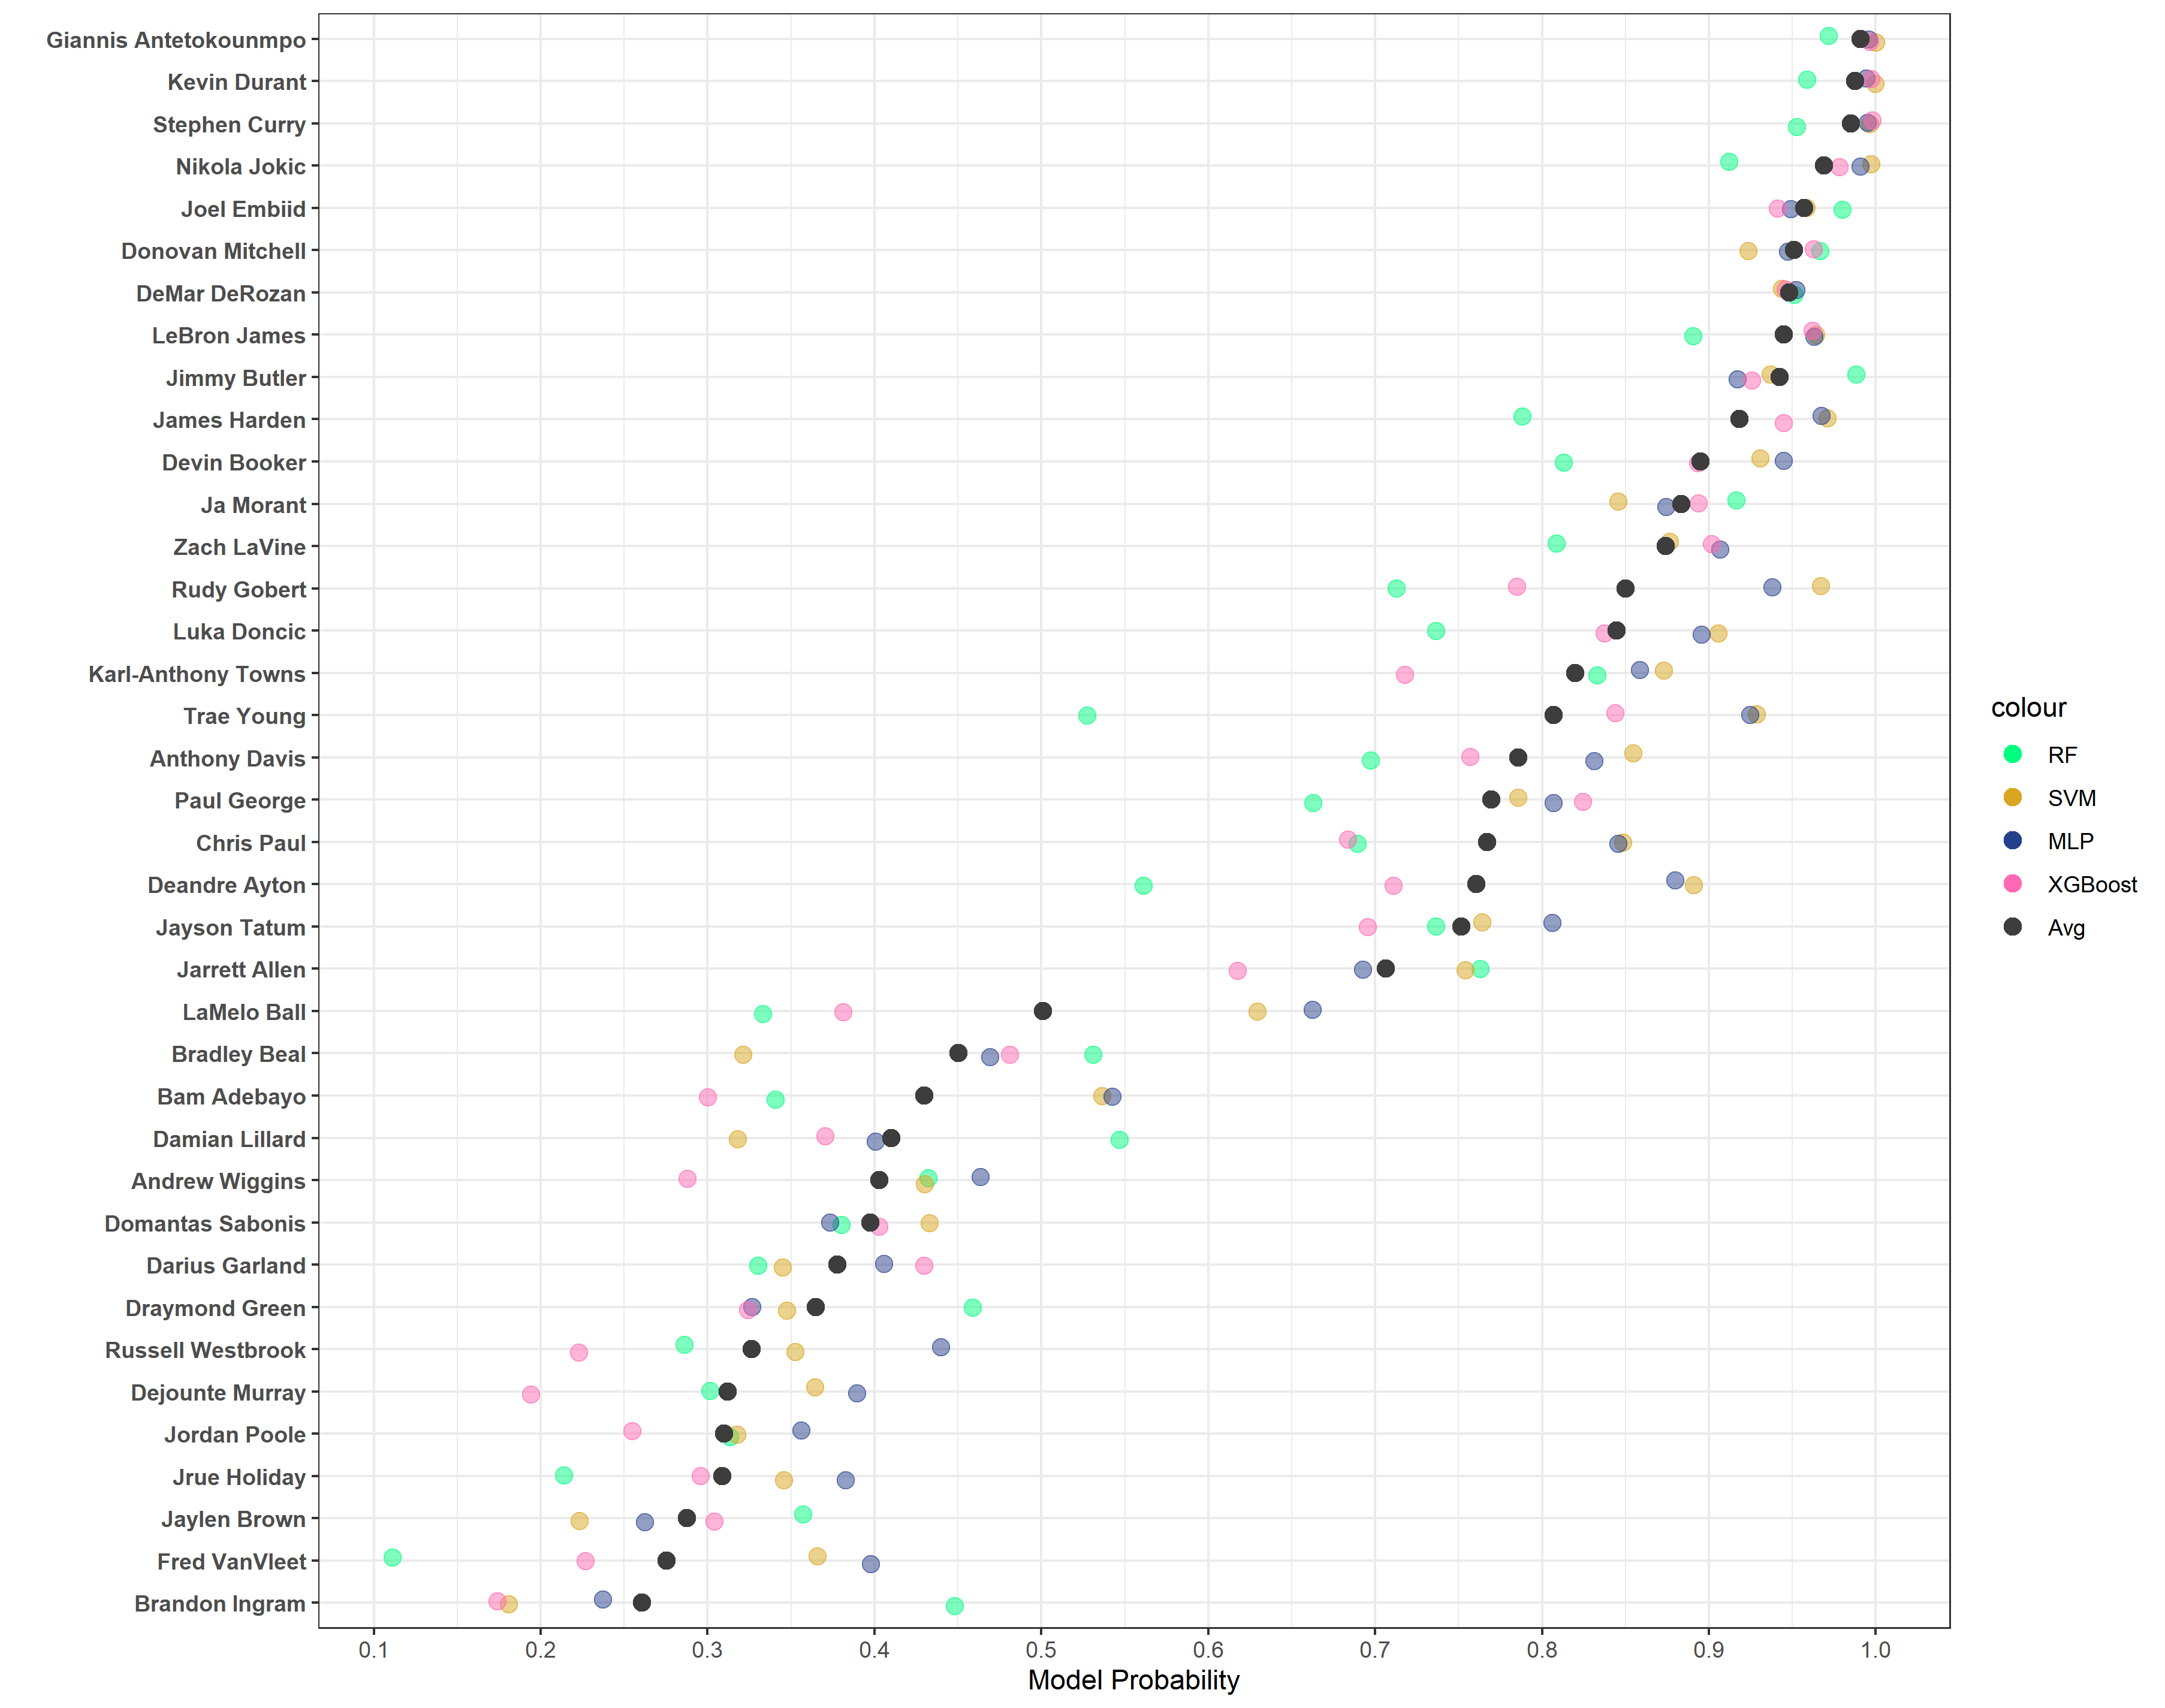 Giannis Antetokounmpo
Kevin Durant
Stephen Curry
Nikola Jokic
Joel Embiid
Donovan Mitchell
DeMar DeRozan
LeBron James
Jimmy Butler
James Harden
Devin Booker
Ja Morant
Zach LaVine
Rudy Gobert
Luka Doncic
Karl-Anthony Towns
Trae Young
Anthony Davis
Paul George
Chris Paul
Deandre Ayton
Jayson Tatum
Jarrett Allen
LaMelo Ball
Bradley Beal
Bam Adebayo
Damian Lillard
Andrew Wiggins
Domantas Sabonis
Darius Garland
Draymond Green
Russell Westbrook
Dejounte Murray
Jordan Poole
Jrue Holiday
Jaylen Brown
Fred VanVleet
Brandon Ingram
0.1 0.2 0.3 0.4 0.5 0.6 0.7 0.8 0.9 1.0
Model Probability
colour
RF
SVM
MLP
XGBoost
Avg